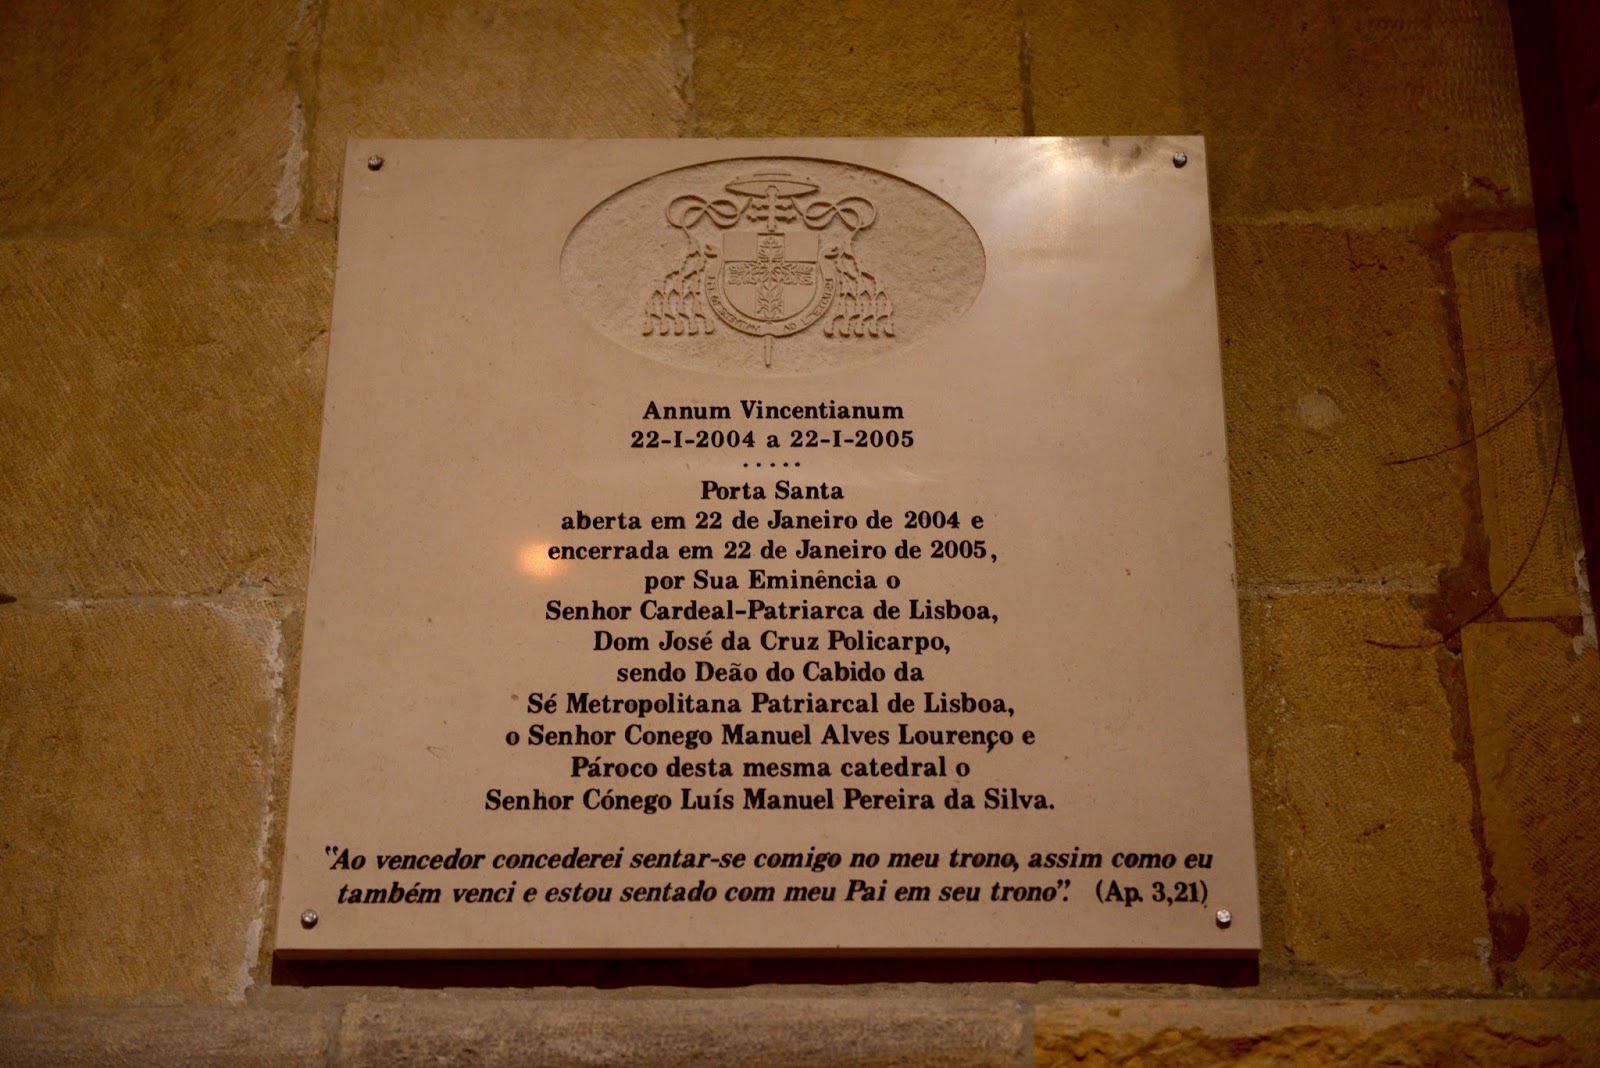 Annum Vincentianum
22-I-2004 a 22-I-2005
.....
Porta Santa
aberta em 22 de Janeiro de 2004 e
encerrada em 22 de Janeiro de 2005,
por Sua Eminência o
Senhor Cardeal-Patriarca de Lisboa,
Dom José da Cruz Policarpo,
sendo Deão do Cabido da
Sé Metropolitana Patriarcal de Lisboa,
o Senhor Conego Manuel Alves Lourenço e
Pároco desta mesma catedral o
Senhor Cónego Luís Manuel Pereira da Silva.
"Ao vencedor concederei sentar-se comigo no meu trono, assim como eu
também venci e estou sentado com meu Pai em seu trono". (Ap. 3,21)